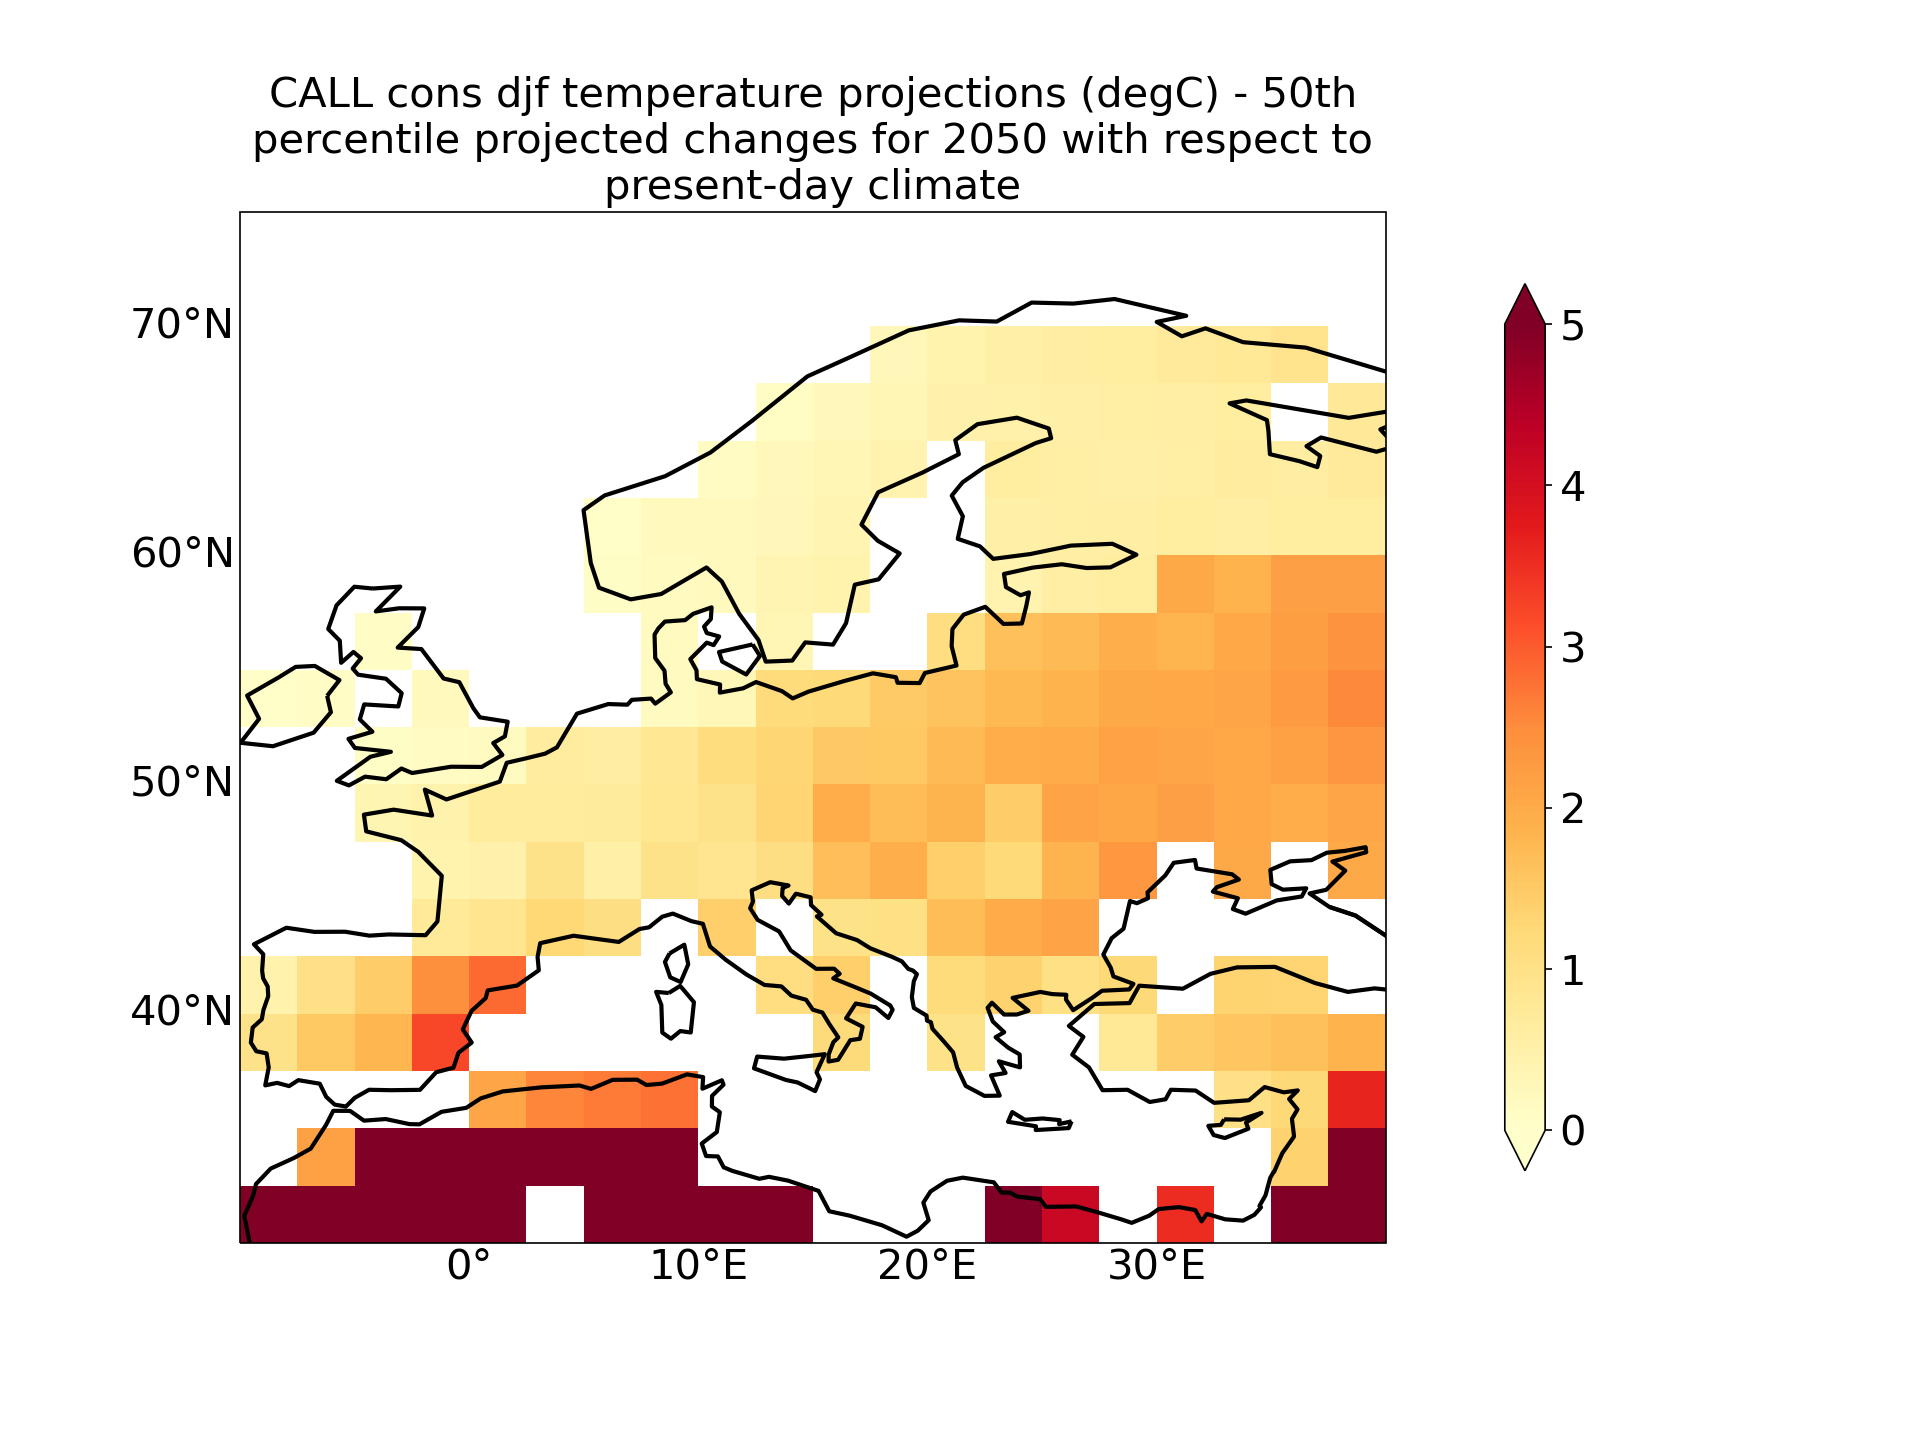 CALL cons djf temperature projections (degC) - 50th
percentile projected changes for 2050 with respect to
present-day climate
70°N
60°N
50°N
40°N
0°
10°E
20°E
30°E
5
4
3
2
1
0